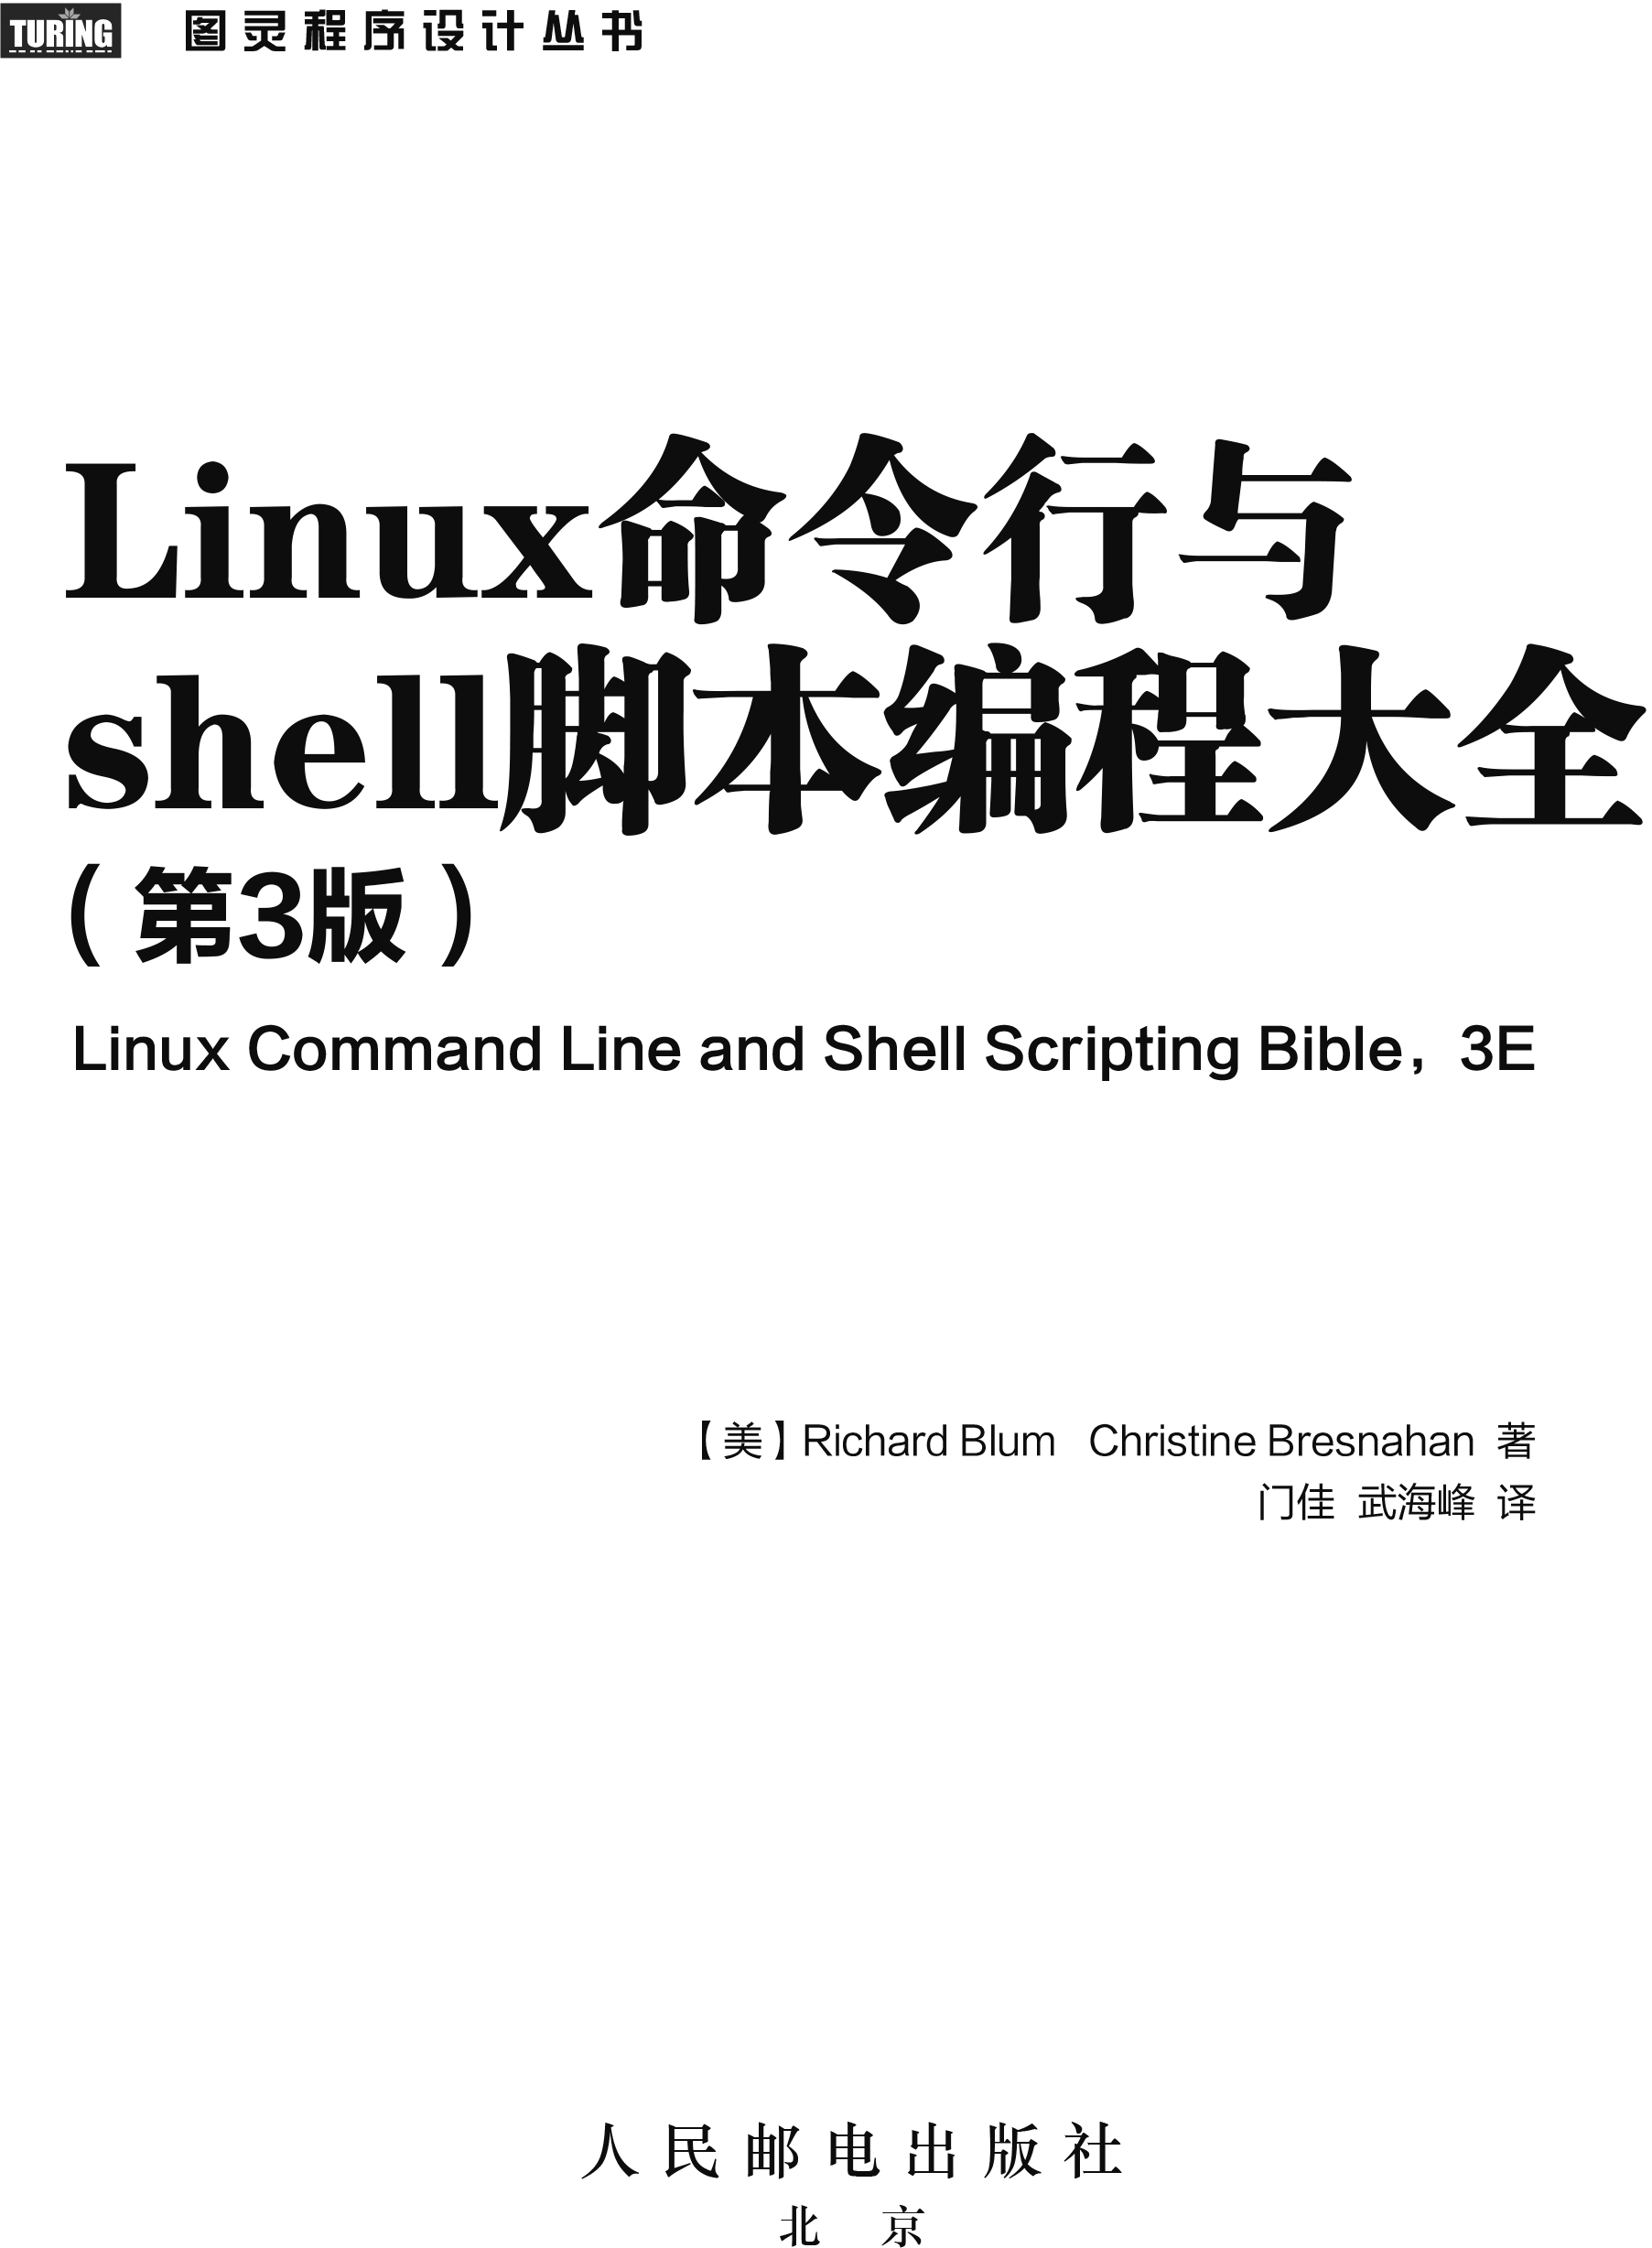 TURING 图灵程序设计丛书
Linux命令行与
shell脚本编程大全
（第3版）
Linux Command Line and Shell Scripting Bible，3E
【美】Richard Blum Christine Bresnahan 著
门佳 武海峰 译
人民邮电出版社
北京